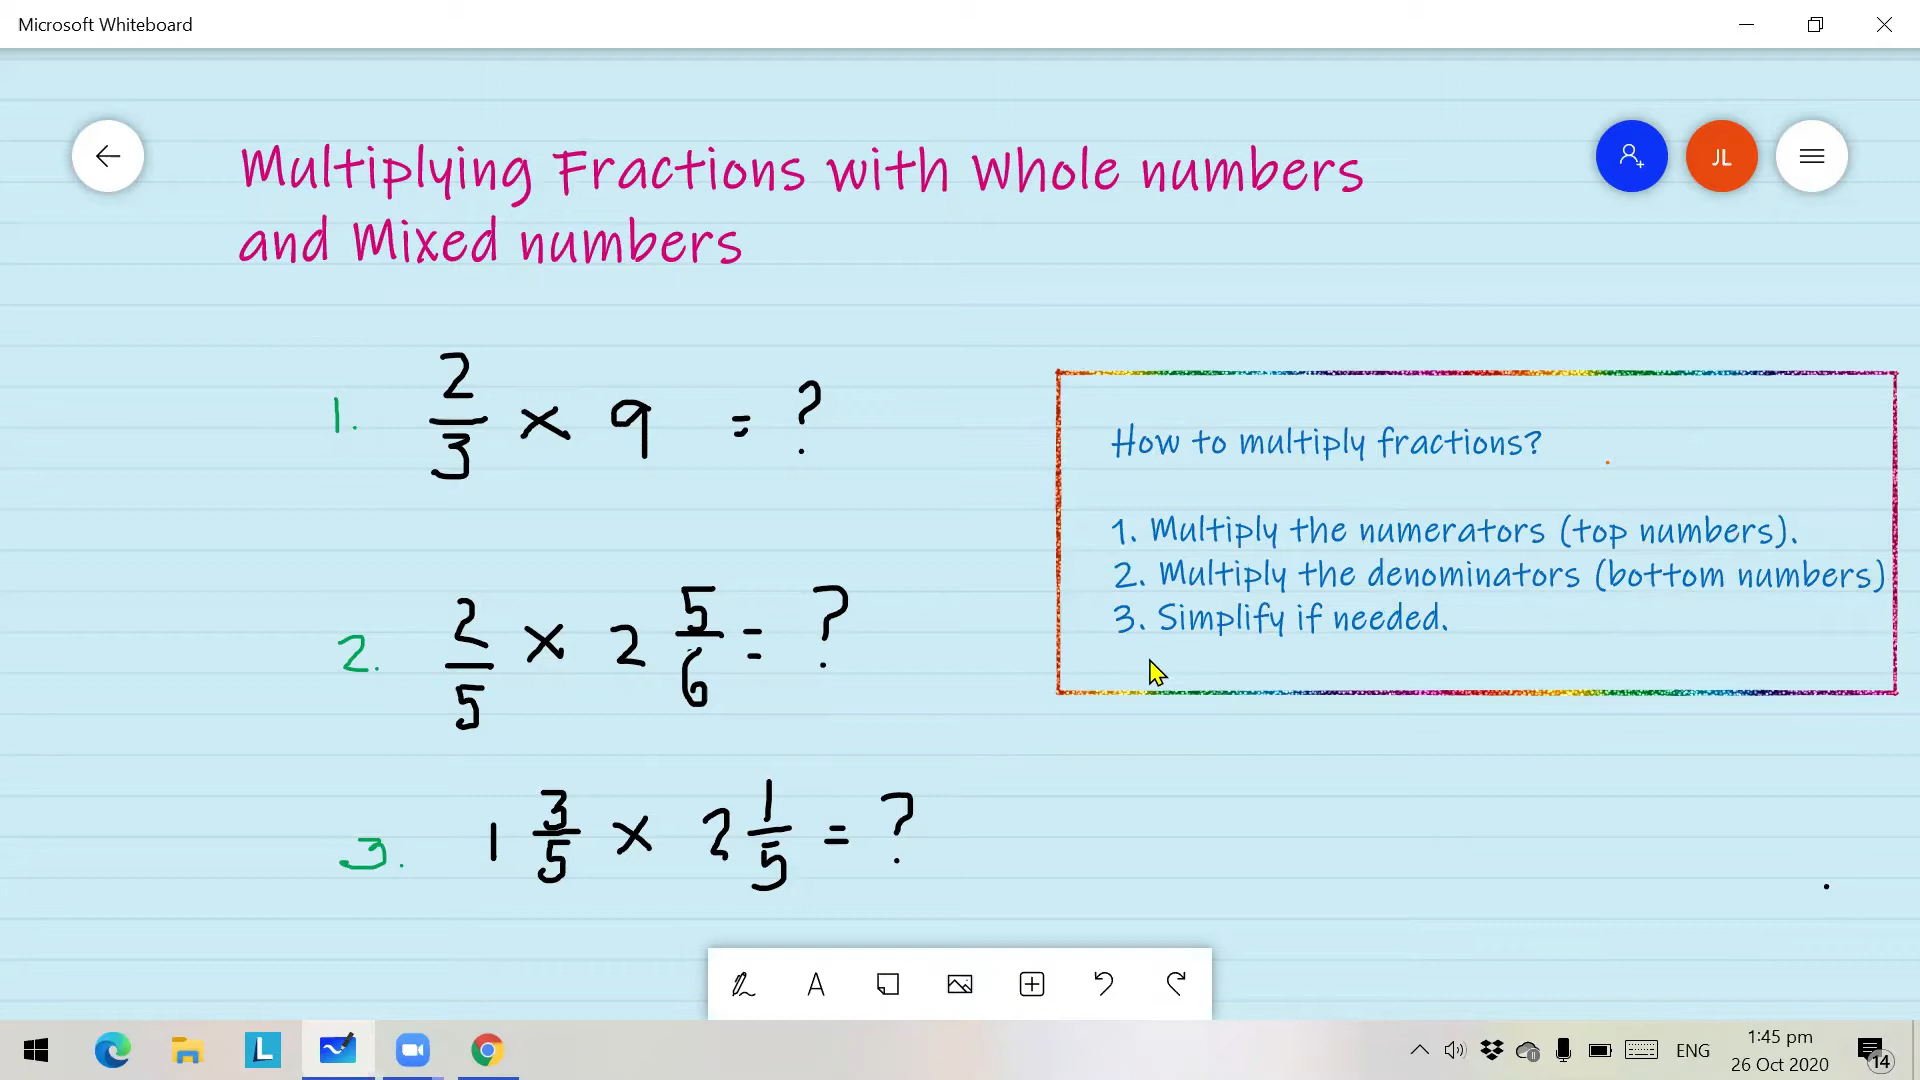 Microsoft Whiteboard
JL
Multiplying Fractions with Whole numbers
and Mixed numbers
1. 2/3 × 9 = ?
How to multiply fractions?
1. Multiply the numerators (top numbers).
2. Multiply the denominators (bottom numbers)
3. Simplify if needed.
2. 2/5 × 2 5/6 = ?
3. 1 3/5 × 2 1/5 = ?
A
L
ENG
1:45 pm
26 Oct 2020
14